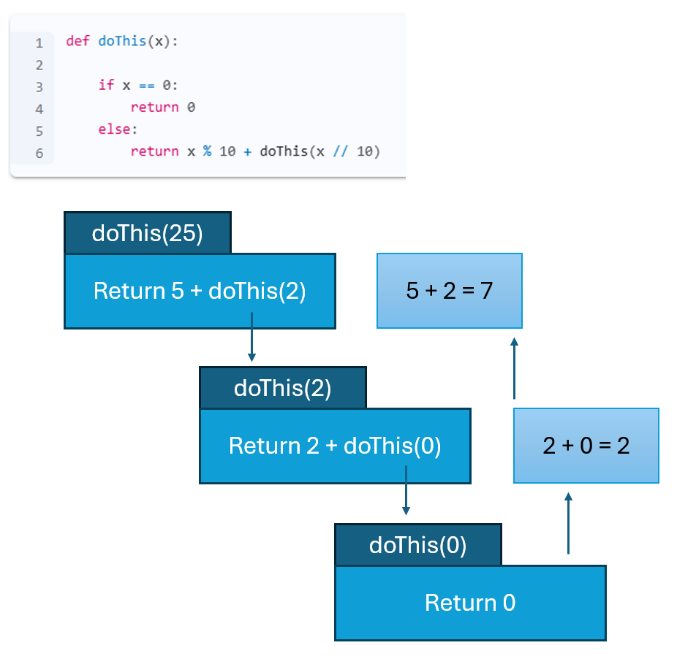 1 def doThis(x):
2
3 if x == 0:
4 return 0
5 else:
6 return x % 10 + doThis(x // 10)
doThis(25)
Return 5 + doThis(2)
5 + 2 = 7
doThis(2)
Return 2 + doThis(0)
2 + 0 = 2
doThis(0)
Return 0